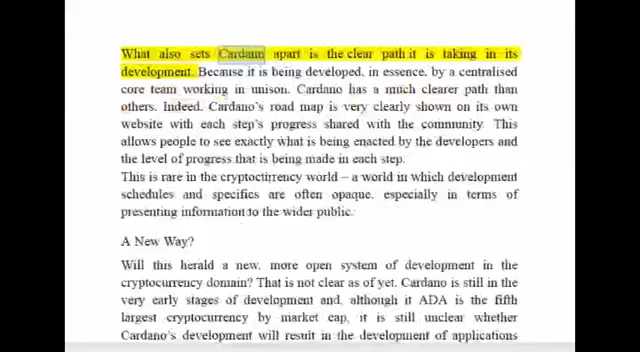 What also sets Cardano apart is the clear path it is taking in its
development. Because it is being developed, in essence, by a centralised
core team working in unison. Cardano has a much clearer path than
others. Indeed, Cardano's road map is very clearly shown on its own
website with each step's progress shared with the community. This
allows people to see exactly what is being enacted by the developers and
the level of progress that is being made in each step.
This is rare in the cryptocurrency world – a world in which development
schedules and specifics are often opaque, especially in terms of
presenting information to the wider public.
A New Way?
Will this herald a new, more open system of development in the
cryptocurrency domain? That is not clear as of yet. Cardano is still in the
very early stages of development and, although it ADA is the fifth
largest cryptocurrency by market cap, it is still unclear whether
Cardano's development will result in the development of applications